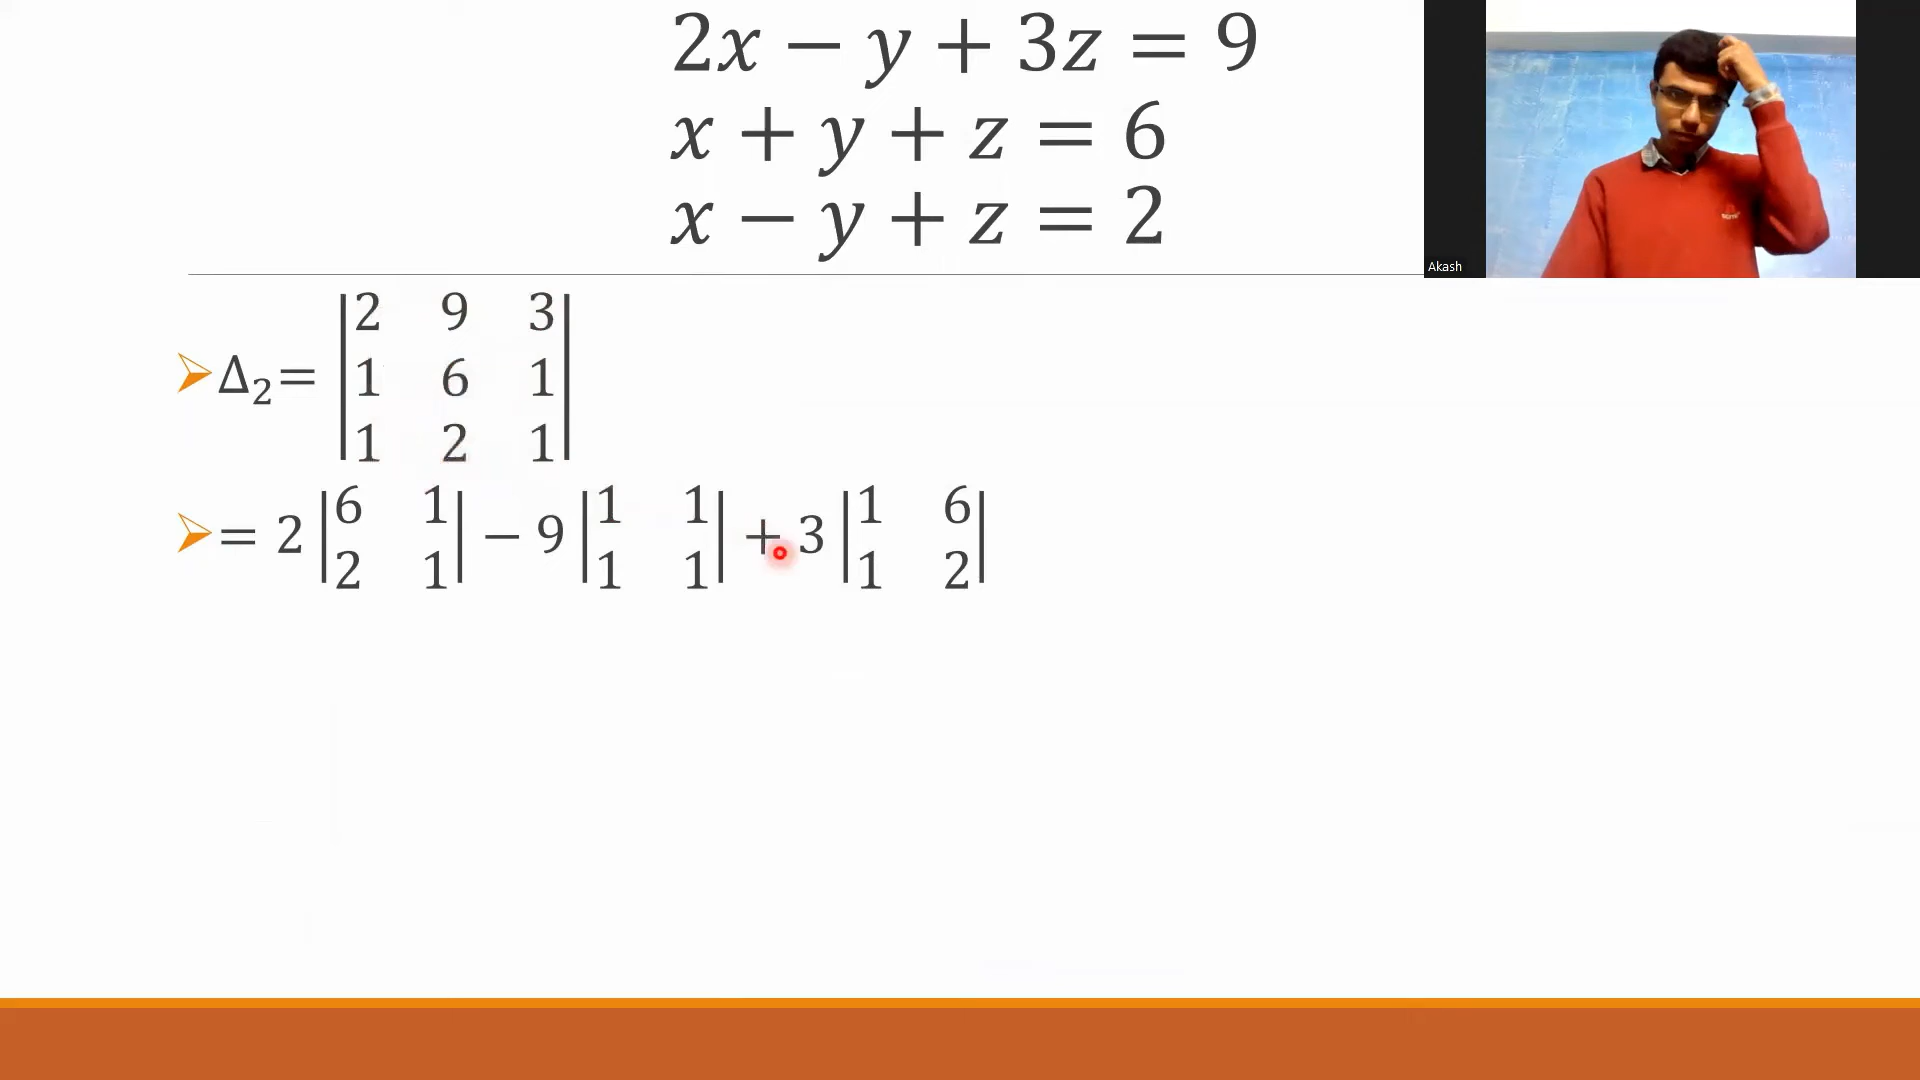 2x − y + 3z = 9
x + y + z = 6
x − y + z = 2
Akash
Δ₂= |2 9 3|
|1 6 1|
|1 2 1|
= 2 |6 1| − 9 |1 1| + 3 |1 6|
|2 1| |1 1| |1 2|